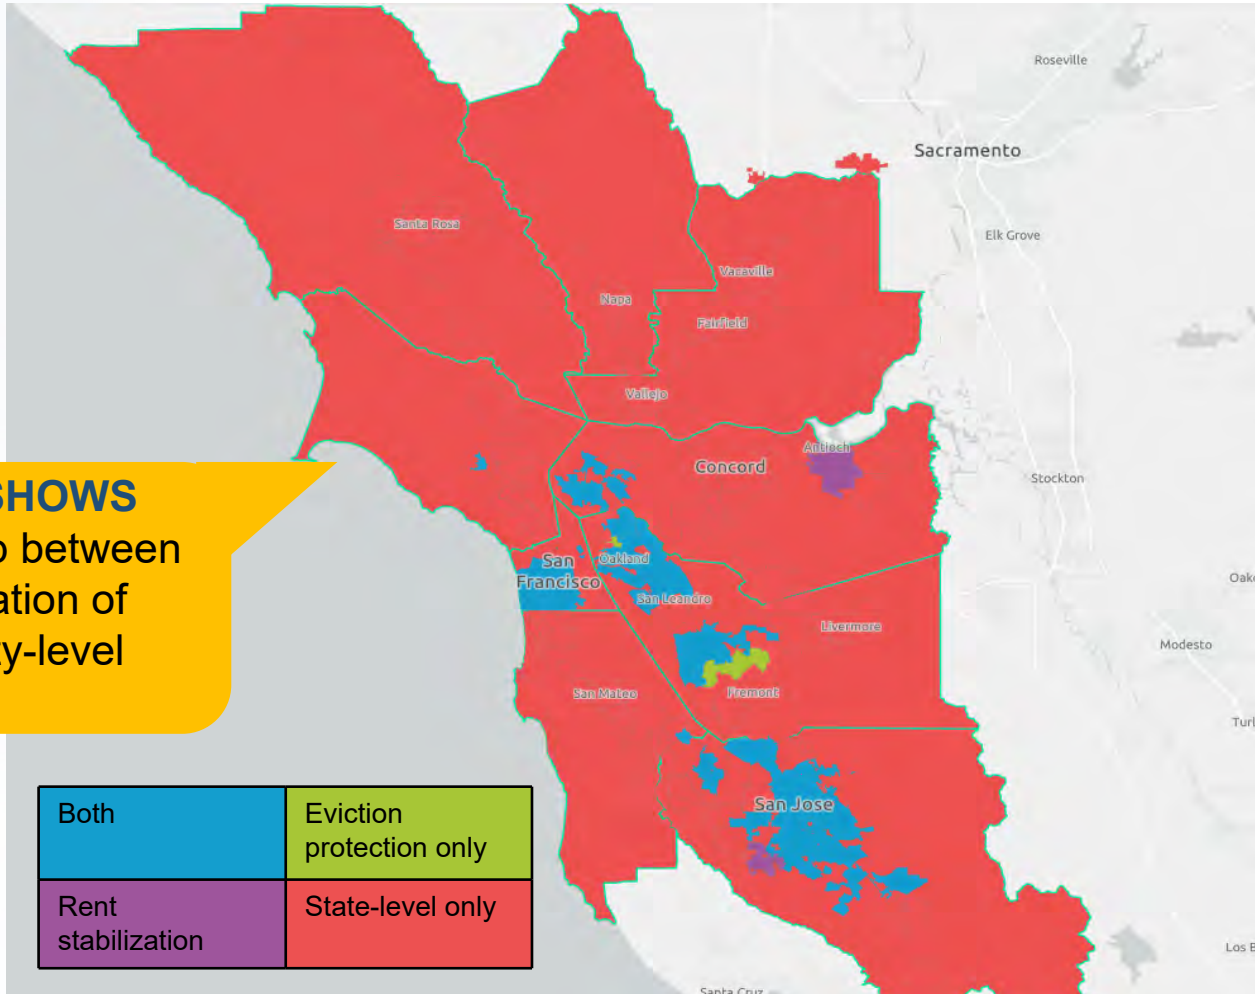 Roseville
Sacramento
Santa Rosa
Elk Grove
Vacaville
Napa
Fairfield
Vallejo
Antioch
Concord
Stockton
SHOWS
between
ation of
ty-level
San
Francisco
Oakland
San Leandro
Livermore
Modesto
San Mateo
Fremont
San Jose
Both
Eviction
protection only
Rent
stabilization
State-level only
Los B
Santa Cruz
Oak
Turl